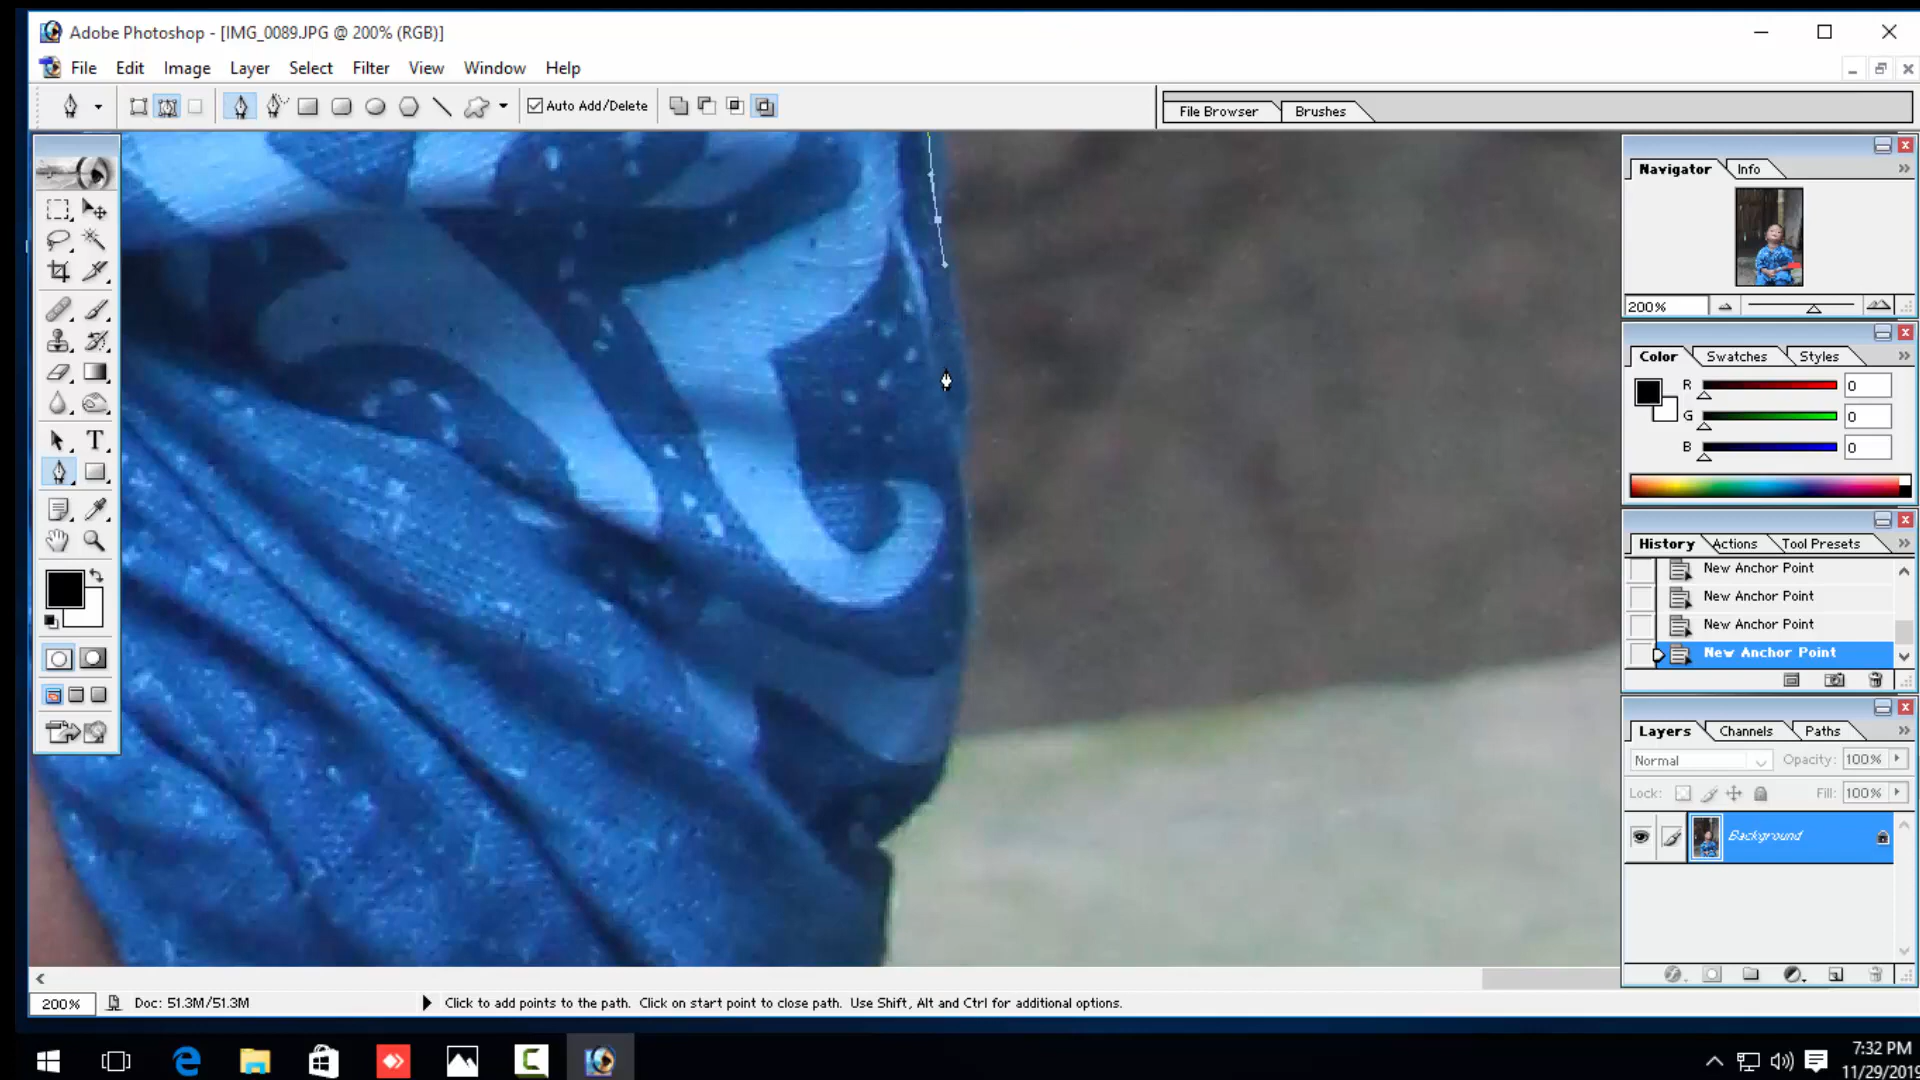 Adobe Photoshop - [IMG_0089.JPG @ 200% (RGB)]
File Edit Image Layer Select Filter View Window Help
Auto Add/Delete
File Browser Brushes
Navigator Info
200%
Color Swatches Styles
R 0
G 0
B 0
T
History Actions Tool Presets
New Anchor Point
New Anchor Point
New Anchor Point
New Anchor Point
Layers Channels Paths
Normal Opacity: 100%
Lock: Fill: 100%
Background
200% Doc: 51.3M/51.3M Click to add points to the path. Click on start point to close path. Use Shift, Alt and Ctrl for additional options.
7:32 PM
11/29/2019